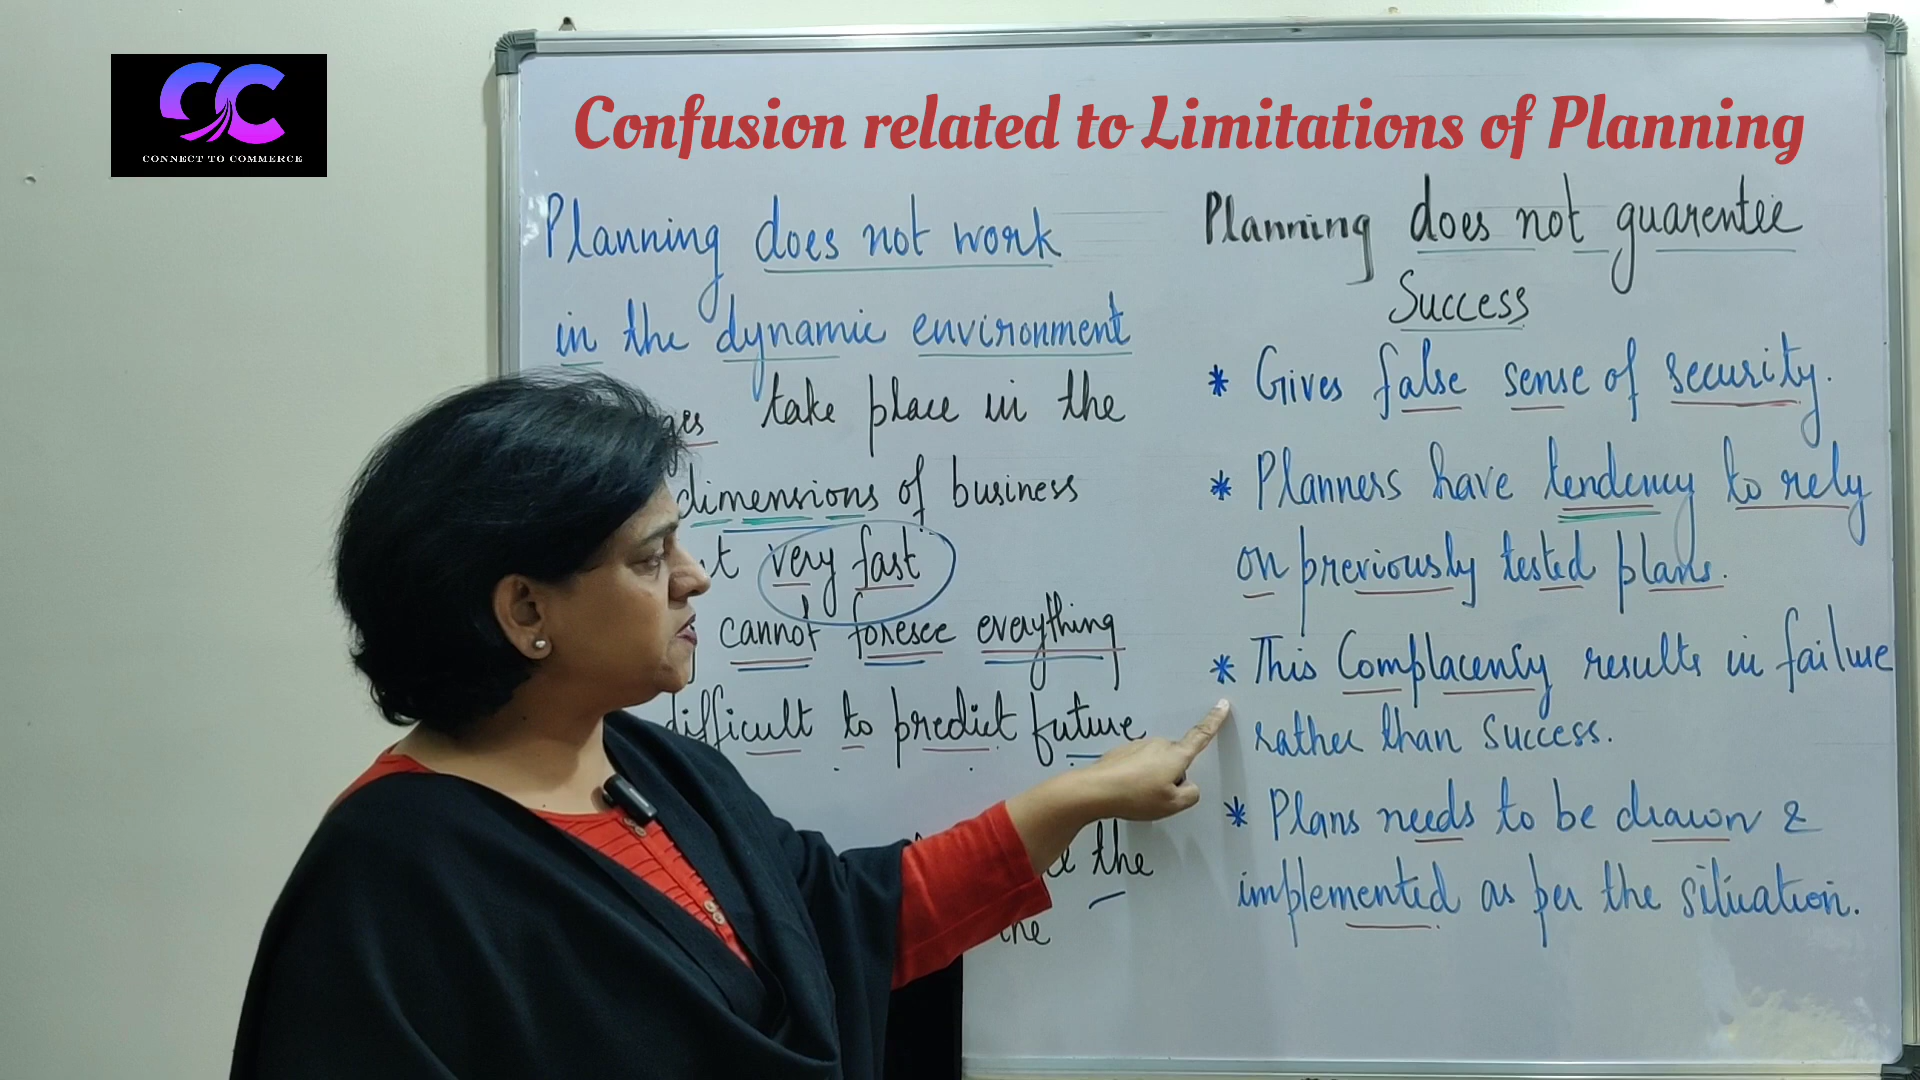 CONNECT TO COMMERCE
Confusion related to Limitations of Planning
Planning does not work
in the dynamic environment
take place in the
dimensions of business
very fast
cannot foresee everything
difficult to predict future
the
the
Planning does not guarentee
Success
* Gives false sense of security.
* Planners have tendency to rely
on previously tested plans.
* This Complacency results in failure
rather than success.
* Plans needs to be drawn &
implemented as per the situation.